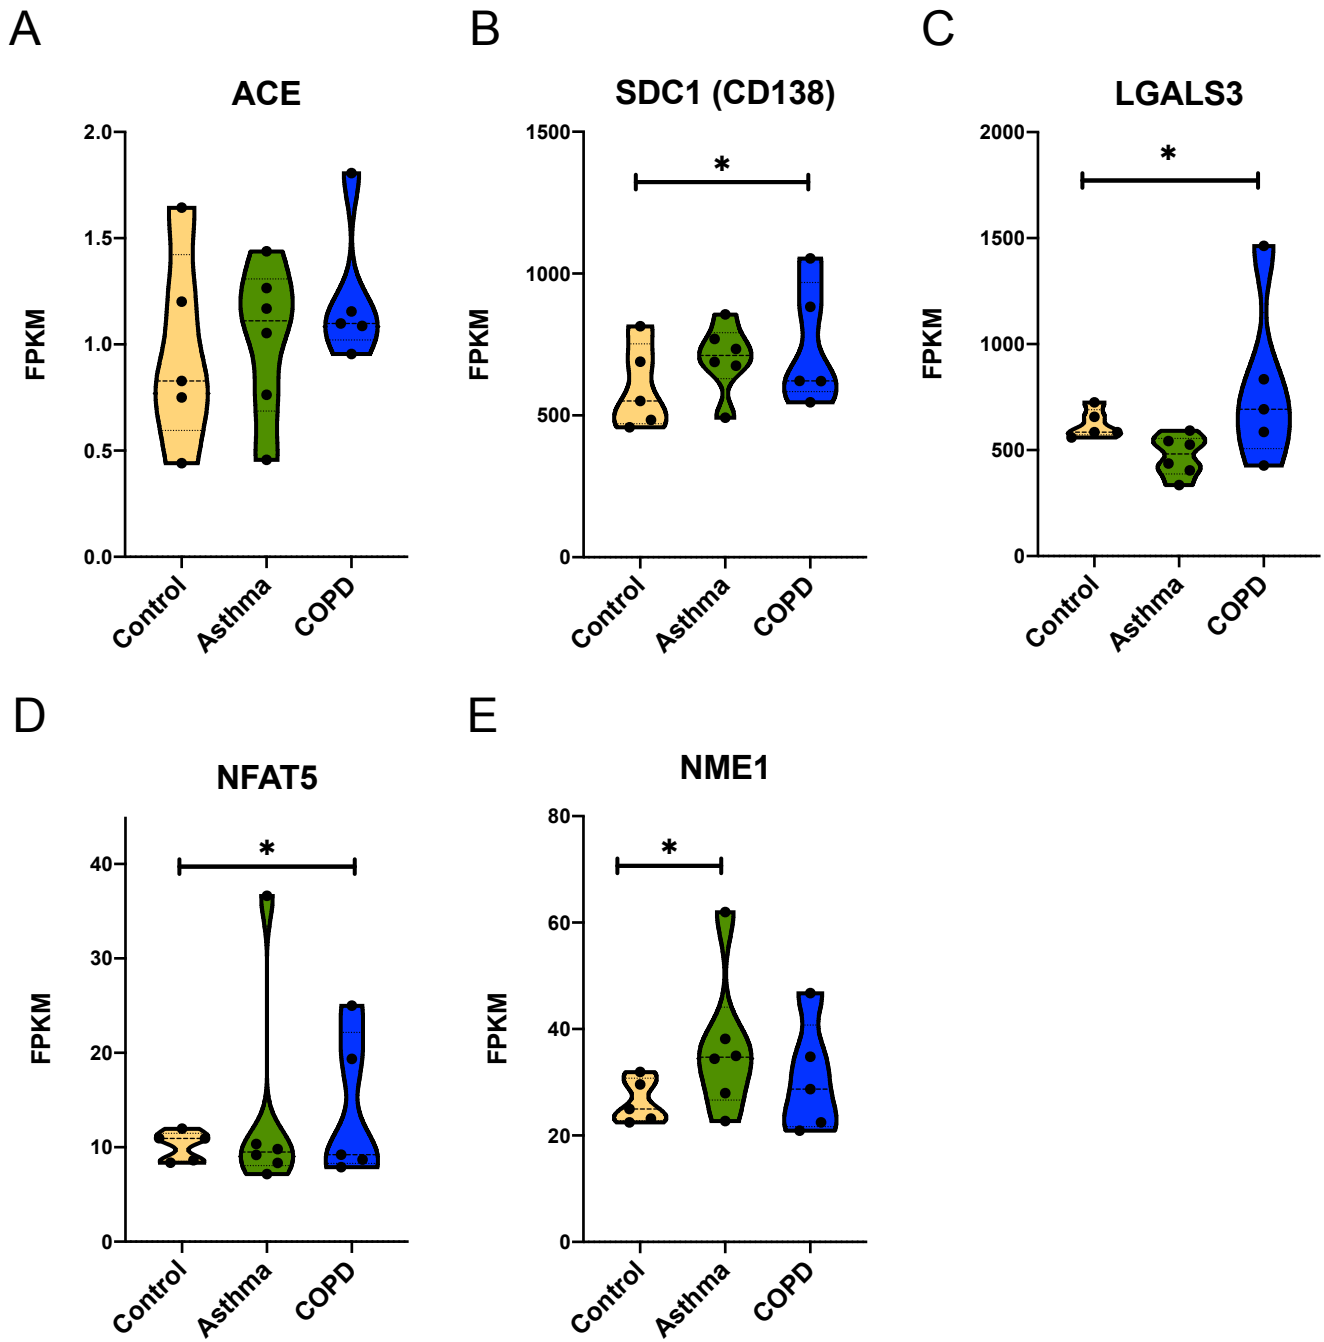 A
ACE
FPKM
2.0
1.5
1.0
0.5
0.0
Control
Asthma
COPD
B
SDC1 (CD138)
FPKM
1500
1000
500
0
*
Control
Asthma
COPD
C
LGALS3
FPKM
2000
1500
1000
500
0
*
Control
Asthma
COPD
D
NFAT5
FPKM
40
30
20
10
0
*
Control
Asthma
COPD
E
NME1
FPKM
80
60
40
20
0
*
Control
Asthma
COPD